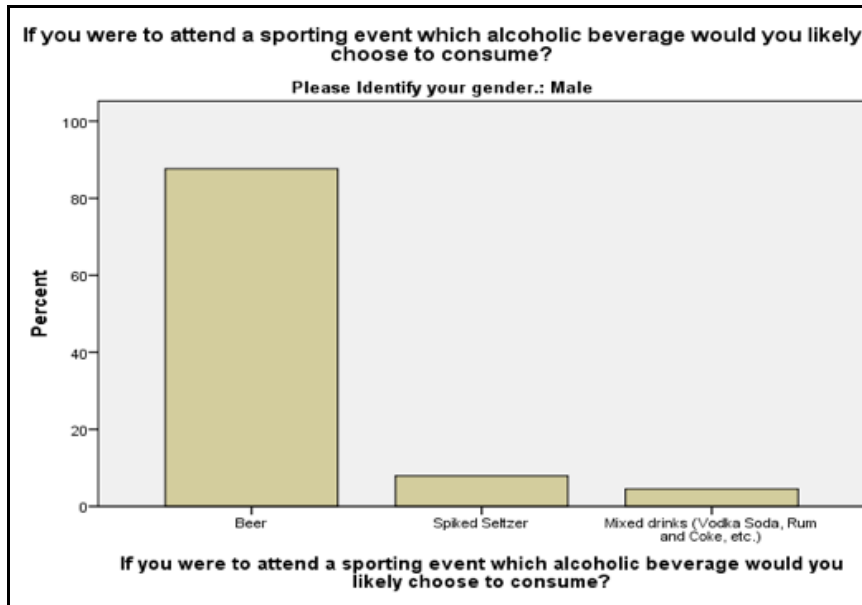 If you were to attend a sporting event which alcoholic beverage would you likely
choose to consume?
Please Identify your gender.: Male
100
80
60
40
20
0
Percent
Beer
Spiked Seltzer
Mixed drinks (Vodka Soda, Rum
and Coke, etc.)
If you were to attend a sporting event which alcoholic beverage would you
likely choose to consume?